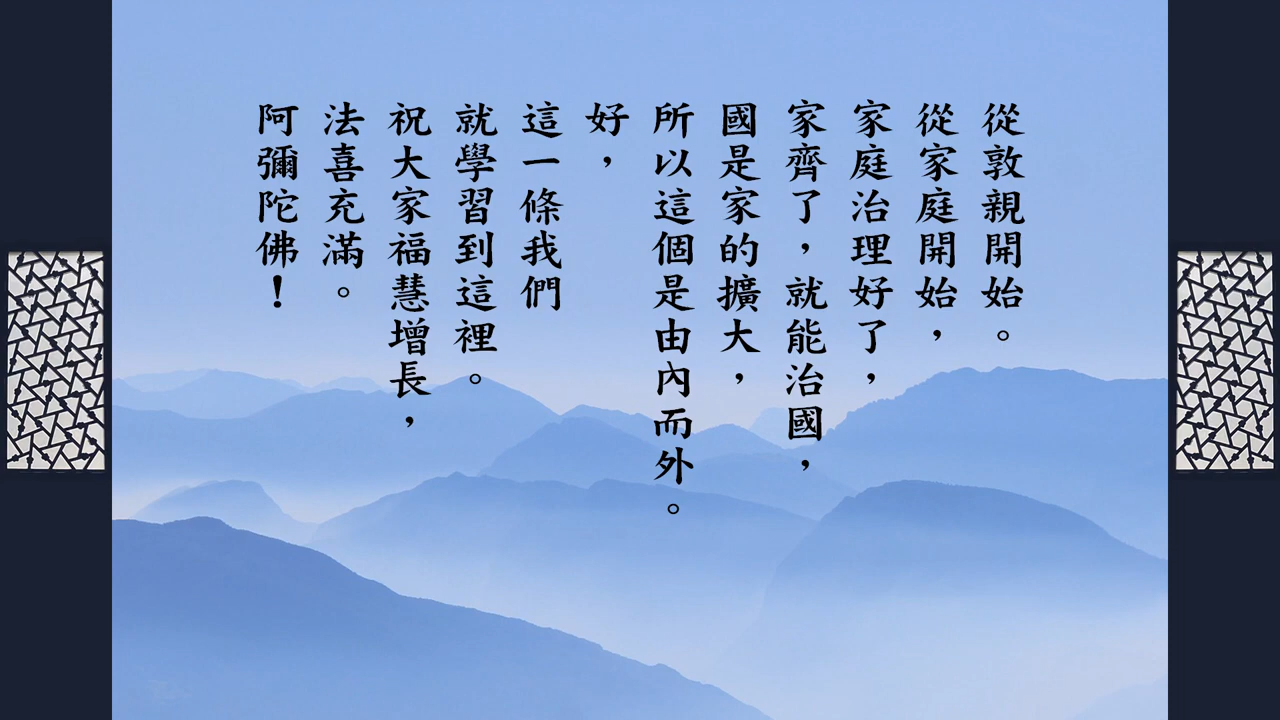 從敦親開始。
從家庭開始，
家庭治理好了，
家齊了，就能治國，
國是家的擴大，
所以這個是由內而外。
好，
這一條我們
就學習到這裡。
祝大家福慧增長，
法喜充滿。
阿彌陀佛！